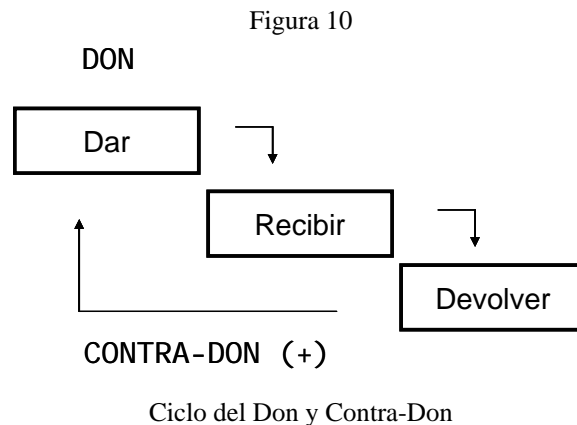 Figura 10
DON
Dar
Recibir
Devolver
CONTRA-DON (+)
Ciclo del Don y Contra-Don